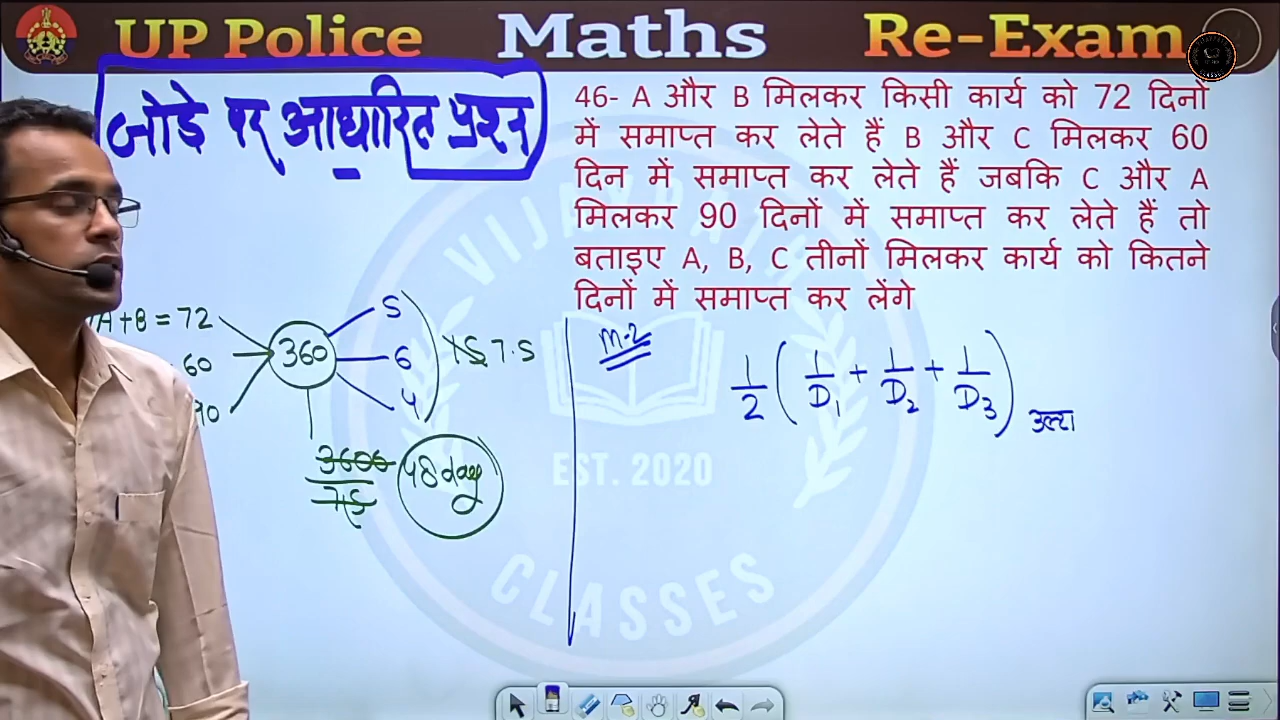 UP Police Maths Re-Exam
जोडे पर आधारित प्रश्न
46- A और B मिलकर किसी कार्य को 72 दिनों
में समाप्त कर लेते हैं B और C मिलकर 60
दिन में समाप्त कर लेते हैं जबकि C और A
मिलकर 90 दिनों में समाप्त कर लेते हैं तो
बताइए A, B, C तीनों मिलकर कार्य को कितने
दिनों में समाप्त कर लेंगे
A+B = 72
60
90
360
5
6
4
7.5
3600
75
48 day
M-2
1/2 ( 1/D1 + 1/D2 + 1/D3 ) उल्टा
EST. 2020
CLASSES